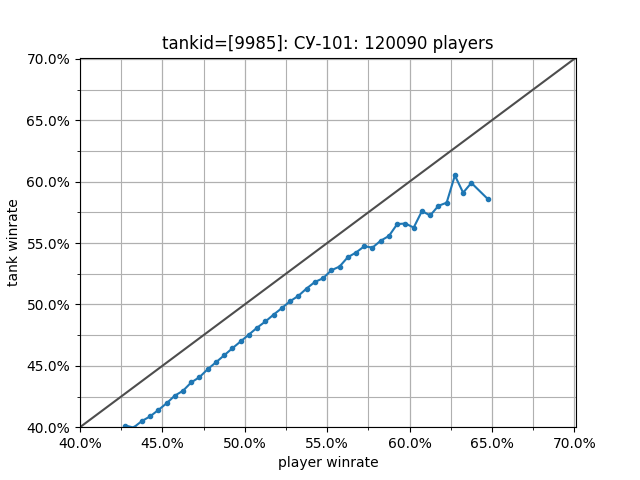 tankid=[9985]: СУ-101: 120090 players
70.0%
65.0%
60.0%
55.0%
50.0%
45.0%
40.0%
tank winrate
40.0% 45.0% 50.0% 55.0% 60.0% 65.0% 70.0%
player winrate